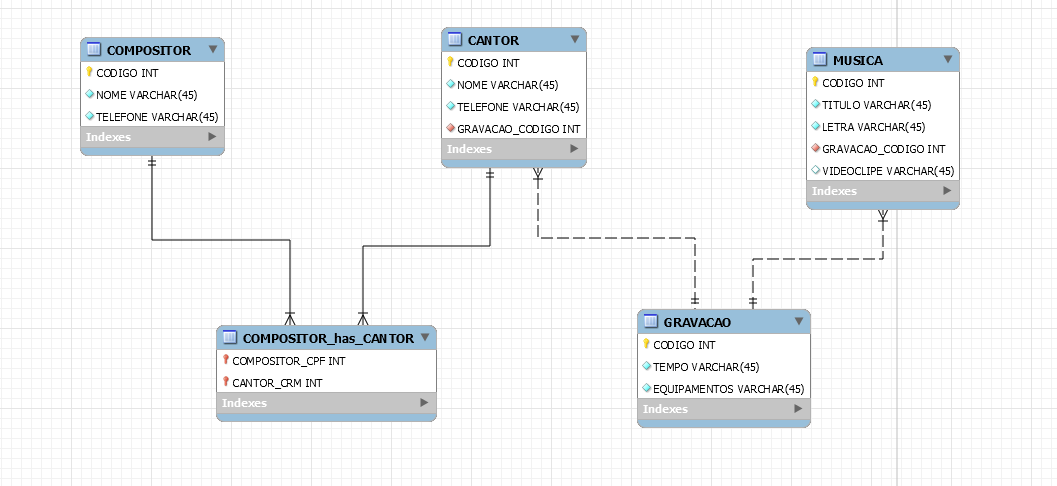 COMPOSITOR
CODIGO INT
NOME VARCHAR(45)
TELEFONE VARCHAR(45)
Indexes
CANTOR
CODIGO INT
NOME VARCHAR(45)
TELEFONE VARCHAR(45)
GRAVACAO_CODIGO INT
Indexes
MUSICA
CODIGO INT
TITULO VARCHAR(45)
LETRA VARCHAR(45)
GRAVACAO_CODIGO INT
VIDEOCLIPE VARCHAR(45)
Indexes
COMPOSITOR_has_CANTOR
COMPOSITOR_CPF INT
CANTOR_CRM INT
Indexes
GRAVACAO
CODIGO INT
TEMPO VARCHAR(45)
EQUIPAMENTOS VARCHAR(45)
Indexes